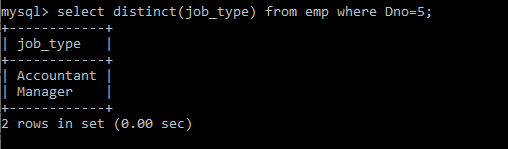 mysql> select distinct(job_type) from emp where Dno=5;
+------------+
| job_type   |
+------------+
| Accountant |
| Manager    |
+------------+
2 rows in set (0.00 sec)